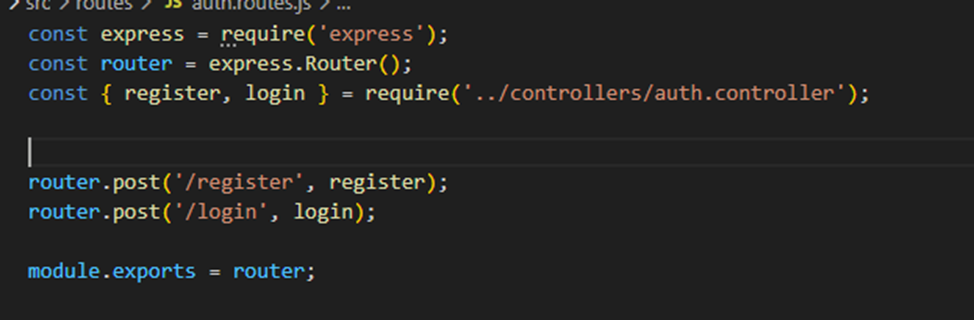 > src > routes > JS auth.routes.js > ...
const express = require('express');
const router = express.Router();
const { register, login } = require('../controllers/auth.controller');
router.post('/register', register);
router.post('/login', login);
module.exports = router;